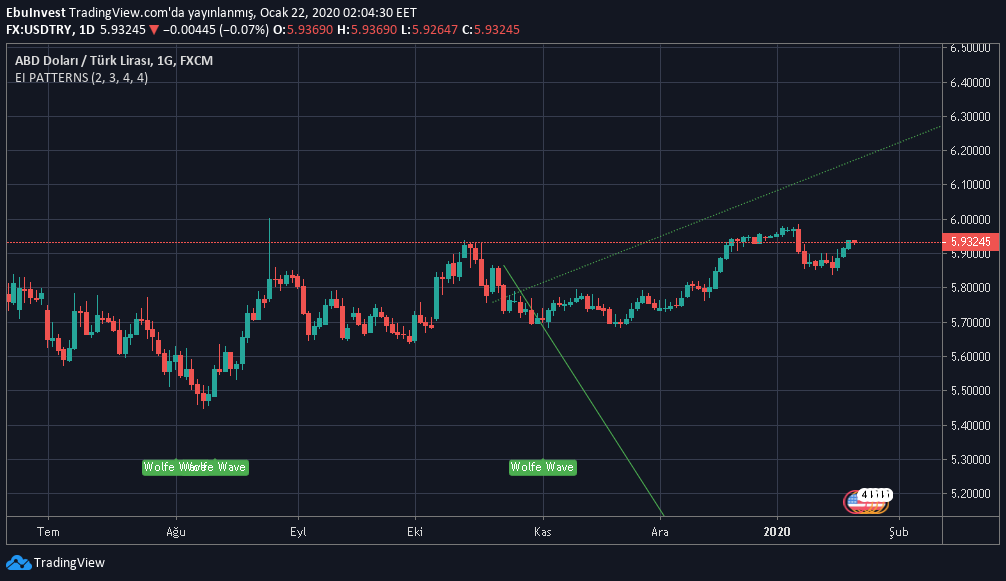 EbuInvest TradingView.com'da yayınlanmış, Ocak 22, 2020 02:04:30 EET
FX:USDTRY, 1D 5.93245 ▼ −0.00445 (−0.07%) O:5.93690 H:5.93690 L:5.92647 C:5.93245
ABD Doları / Türk Lirası, 1G, FXCM
EI PATTERNS (2, 3, 4, 4)
6.50000
6.40000
6.30000
6.20000
6.10000
6.00000
5.93245
5.90000
5.80000
5.70000
5.60000
5.50000
5.40000
5.30000
5.20000
Wolfe Wave
Wolfe Wave
Tem
Ağu
Eyl
Eki
Kas
Ara
2020
Şub
TradingView